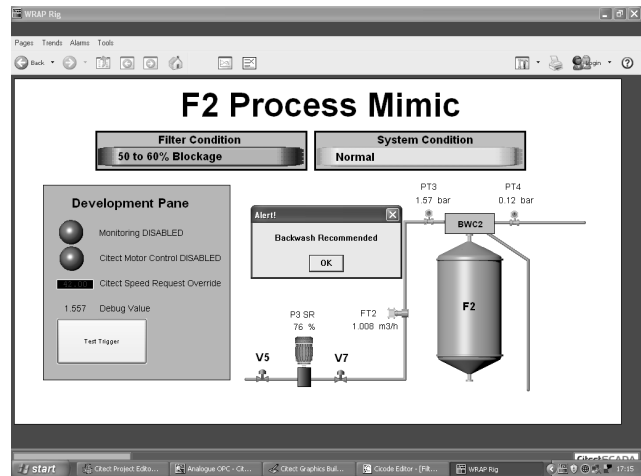 WRAP Rig
Pages Trends Alarms Tools
Back
Login
F2 Process Mimic
Filter Condition
50 to 60% Blockage
System Condition
Normal
Development Pane
Monitoring DISABLED
Citect Motor Control DISABLED
Citect Speed Request Override
1.557 Debug Value
Test Trigger
Alert!
Backwash Recommended
OK
PT3
1.57 bar
PT4
0.12 bar
BWC2
F2
P3 SR
76 %
FT2
1.008 m3/h
V5
V7
CitectSCADA
start
Citect Project Edito...
Analogue OPC - Cit...
Citect Graphics Buil...
Cicode Editor - [Filt...
WRAP Rig
17:15